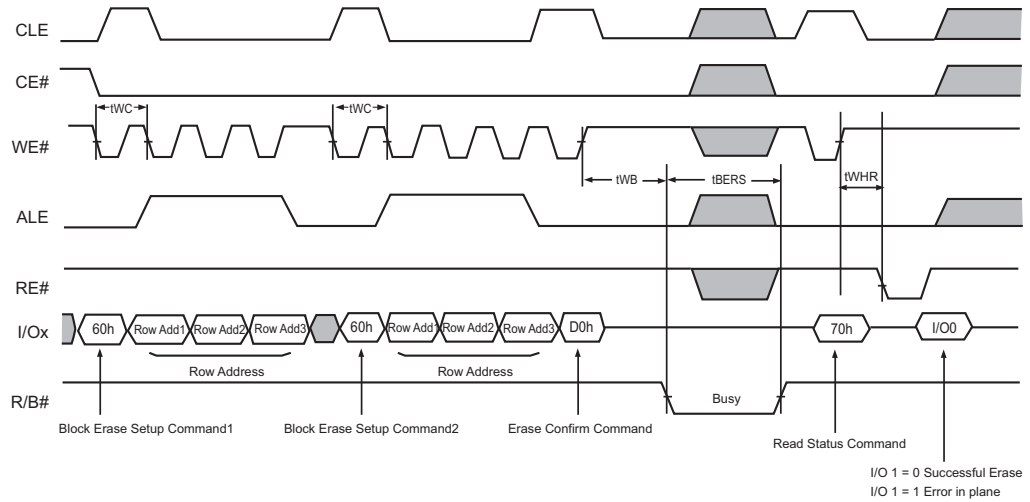 CLE
CE#
tWC
tWC
WE#
tWB
tBERS
tWHR
ALE
RE#
I/Ox
60h
Row Add1
Row Add2
Row Add3
60h
Row Add1
Row Add2
Row Add3
D0h
70h
I/O0
Row Address
Row Address
R/B#
Busy
Block Erase Setup Command1
Block Erase Setup Command2
Erase Confirm Command
Read Status Command
I/O 1 = 0 Successful Erase
I/O 1 = 1 Error in plane